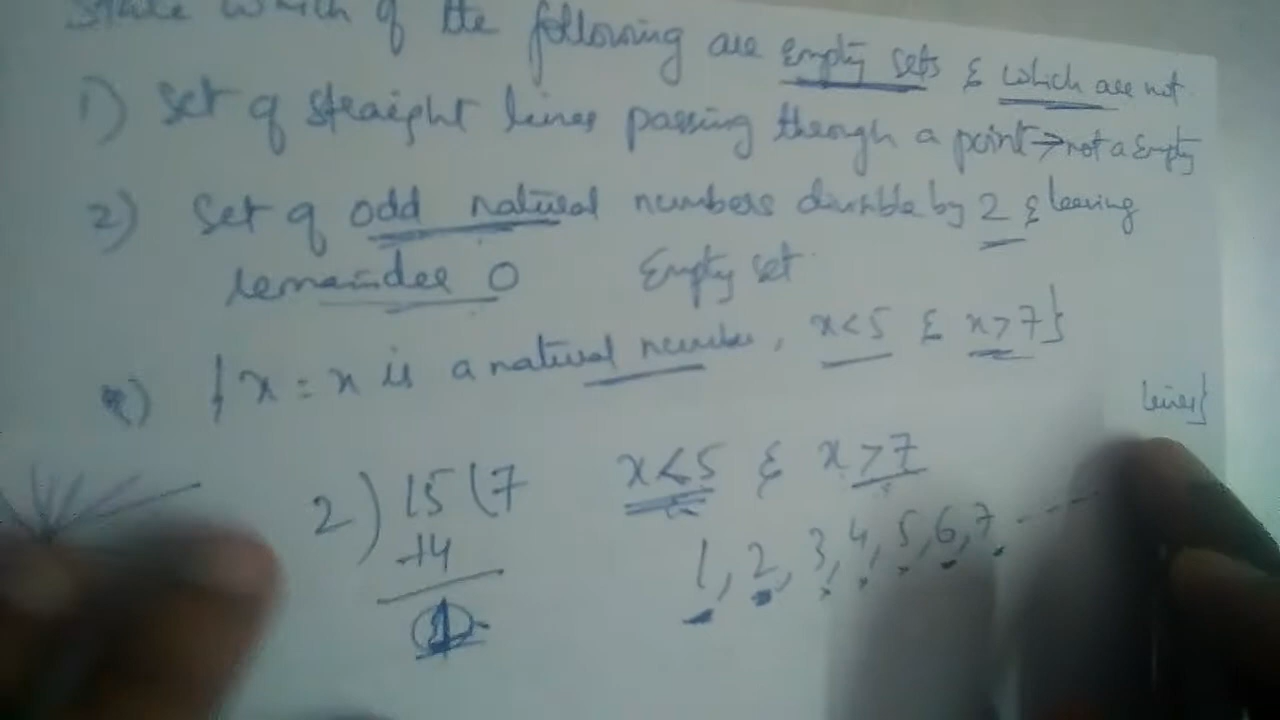 State which of the following are empty sets & which are not
1) Set of straight lines passing through a point → not a Empty
2) Set of odd natural numbers divisible by 2 & leaving
remainder 0 Empty set
{x : x is a natural number, x<5 & x>7}
lines}
2) 15 (7 x<5 & x>7
14 1, 2, 3, 4, 5, 6, 7 ----
1